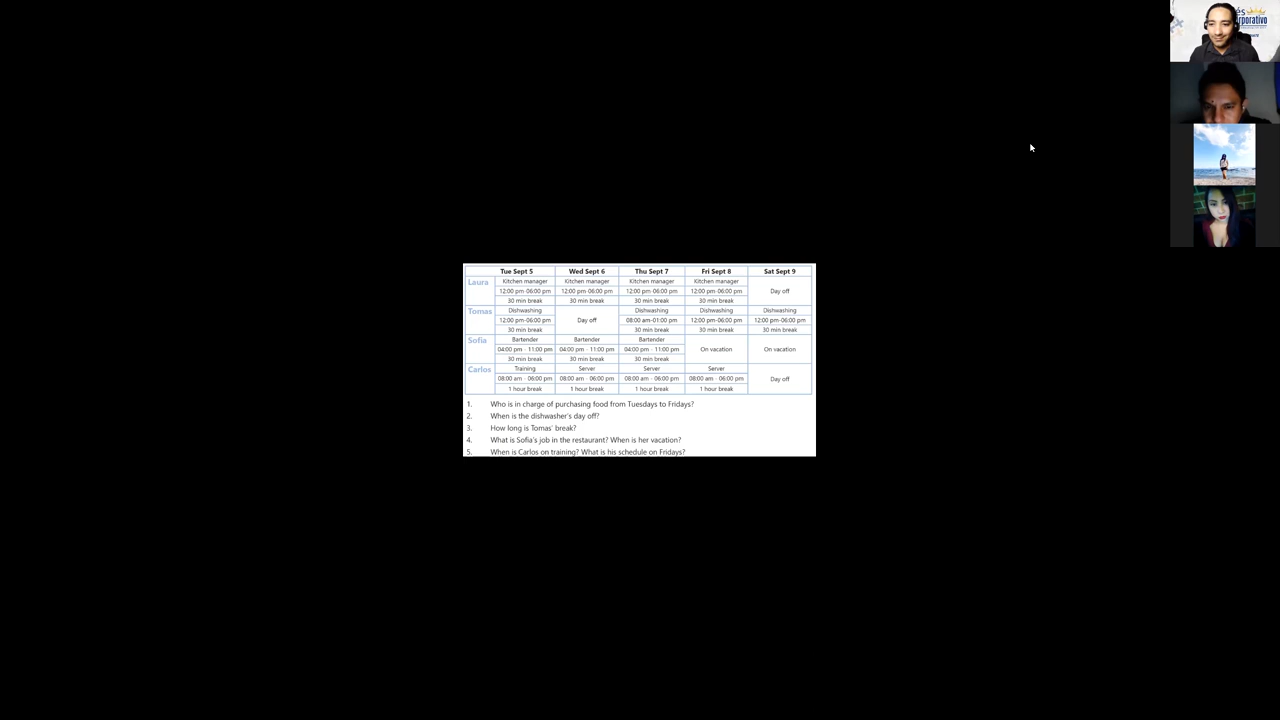 és
rporativo
Tue Sept 5 Wed Sept 6 Thu Sept 7 Fri Sept 8 Sat Sept 9
Laura Kitchen manager Kitchen manager Kitchen manager Kitchen manager Day off
12:00 pm-06:00 pm 12:00 pm-06:00 pm 12:00 pm-06:00 pm 12:00 pm-06:00 pm
30 min break 30 min break 30 min break 30 min break
Tomas Dishwashing Day off Dishwashing Dishwashing Dishwashing
12:00 pm-06:00 pm 08:00 am-01:00 pm 12:00 pm-06:00 pm 12:00 pm-06:00 pm
30 min break 30 min break 30 min break 30 min break
Sofia Bartender Bartender Bartender On vacation On vacation
04:00 pm - 11:00 pm 04:00 pm - 11:00 pm 04:00 pm - 11:00 pm
30 min break 30 min break 30 min break
Carlos Training Server Server Server Day off
08:00 am - 06:00 pm 08:00 am - 06:00 pm 08:00 am - 06:00 pm 08:00 am - 06:00 pm
1 hour break 1 hour break 1 hour break 1 hour break
1. Who is in charge of purchasing food from Tuesdays to Fridays?
2. When is the dishwasher's day off?
3. How long is Tomas' break?
4. What is Sofia's job in the restaurant? When is her vacation?
5. When is Carlos on training? What is his schedule on Fridays?